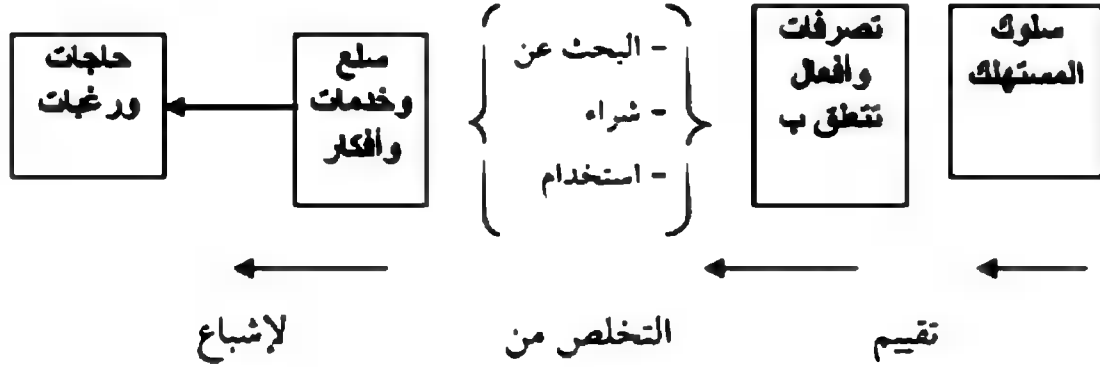 سلوك
المستهلك
تصرفات
وأفعال
تتعلق ب
- البحث عن
- شراء
- استخدام
سلع
وخدمات
وأفكار
حاجات
ورغبات
تقييم
التخلص من
لإشباع